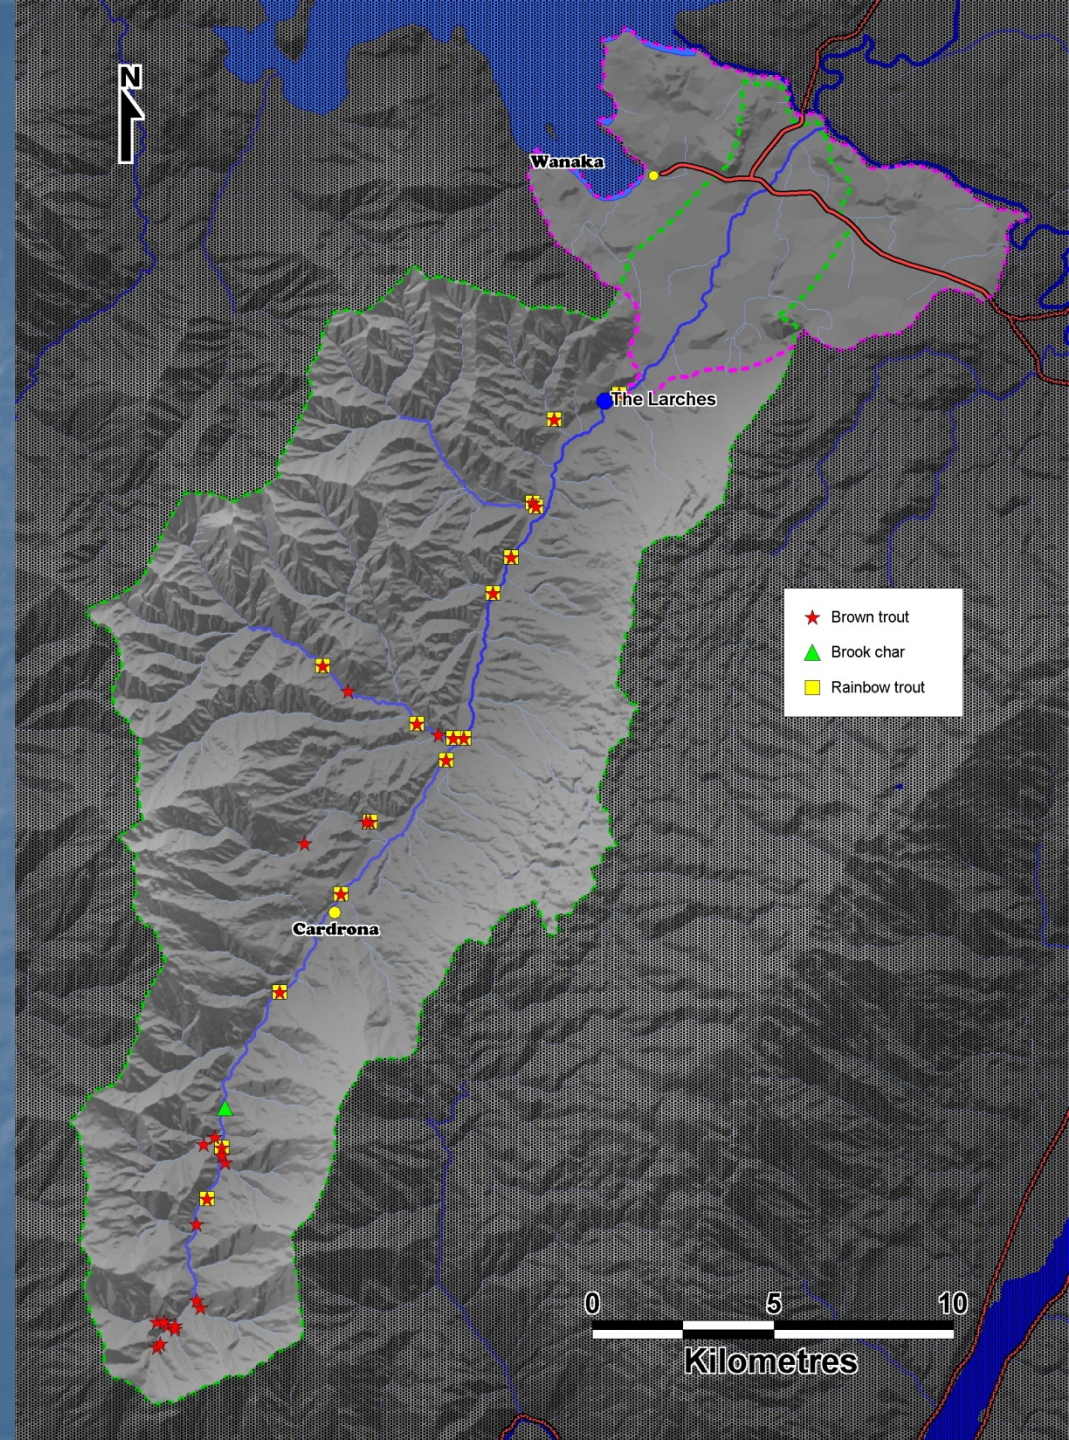 N
Wanaka
The Larches
Brown trout
Brook char
Rainbow trout
Cardrona
0 5 10
Kilometres